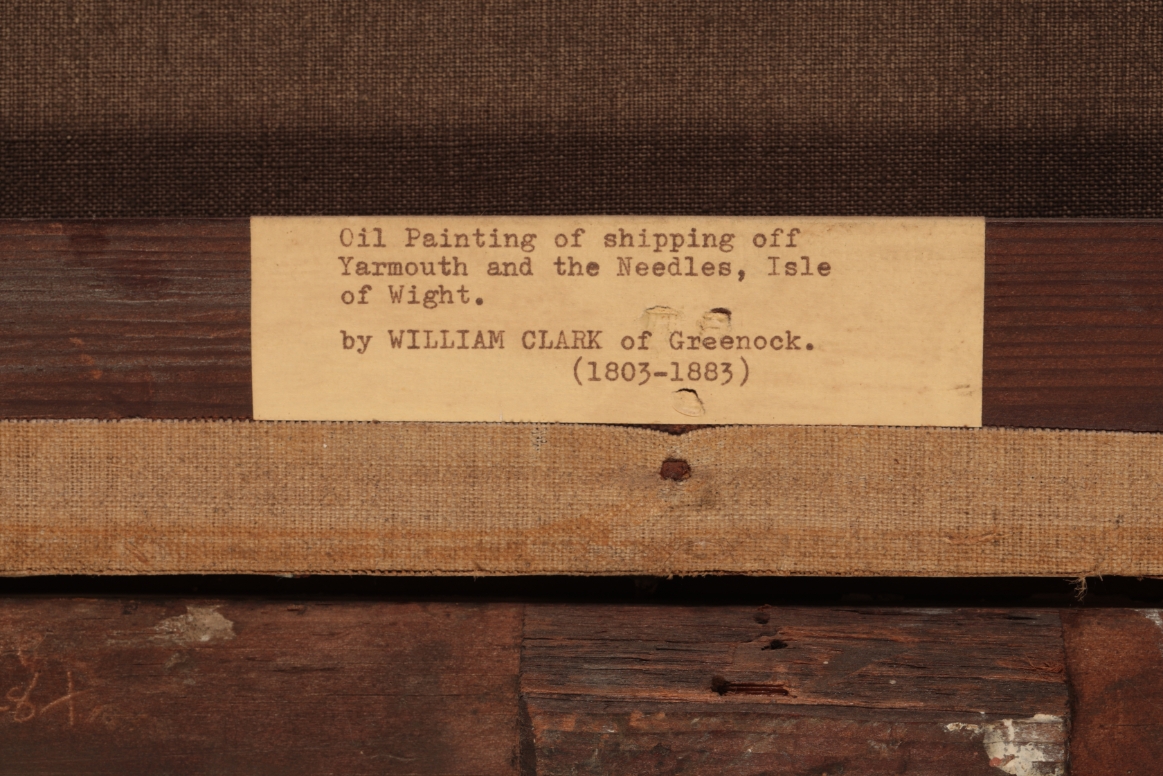 Oil Painting of shipping off
Yarmouth and the Needles, Isle
of Wight.
by WILLIAM CLARK of Greenock.
(1803-1883)